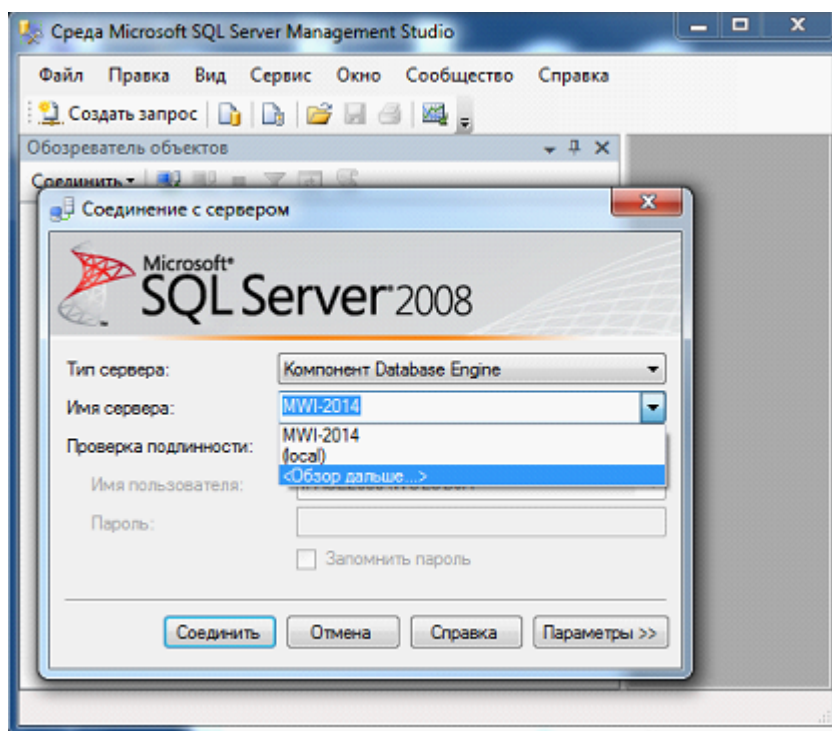 Среда Microsoft SQL Server Management Studio
Файл Правка Вид Сервис Окно Сообщество Справка
Создать запрос
Обозреватель объектов
Соединить
Соединение с сервером
Microsoft®
SQL Server® 2008
Тип сервера: Компонент Database Engine
Имя сервера: MWI-2014
MWI-2014
Проверка подлинности:
(local)
<Обзор дальше...>
Имя пользователя:
Пароль:
Запомнить пароль
Соединить Отмена Справка Параметры >>